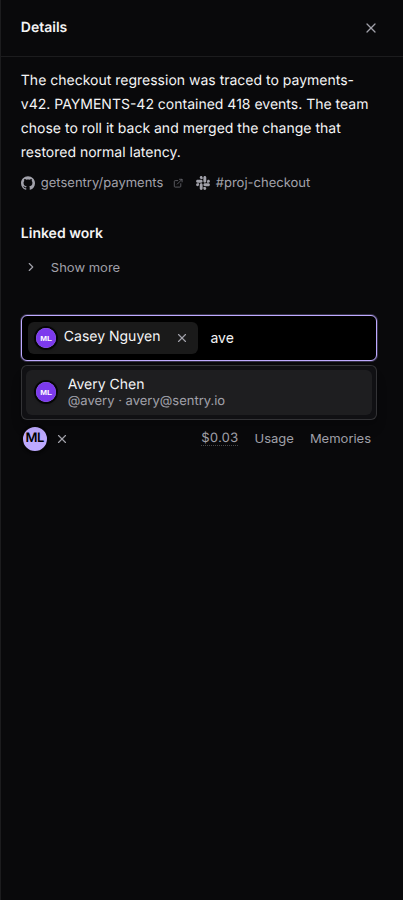 Details
The checkout regression was traced to payments-
v42. PAYMENTS-42 contained 418 events. The team
chose to roll it back and merged the change that
restored normal latency.
getsentry/payments #proj-checkout
Linked work
Show more
ML Casey Nguyen ave
ML Avery Chen
@avery · avery@sentry.io
ML $0.03 Usage Memories